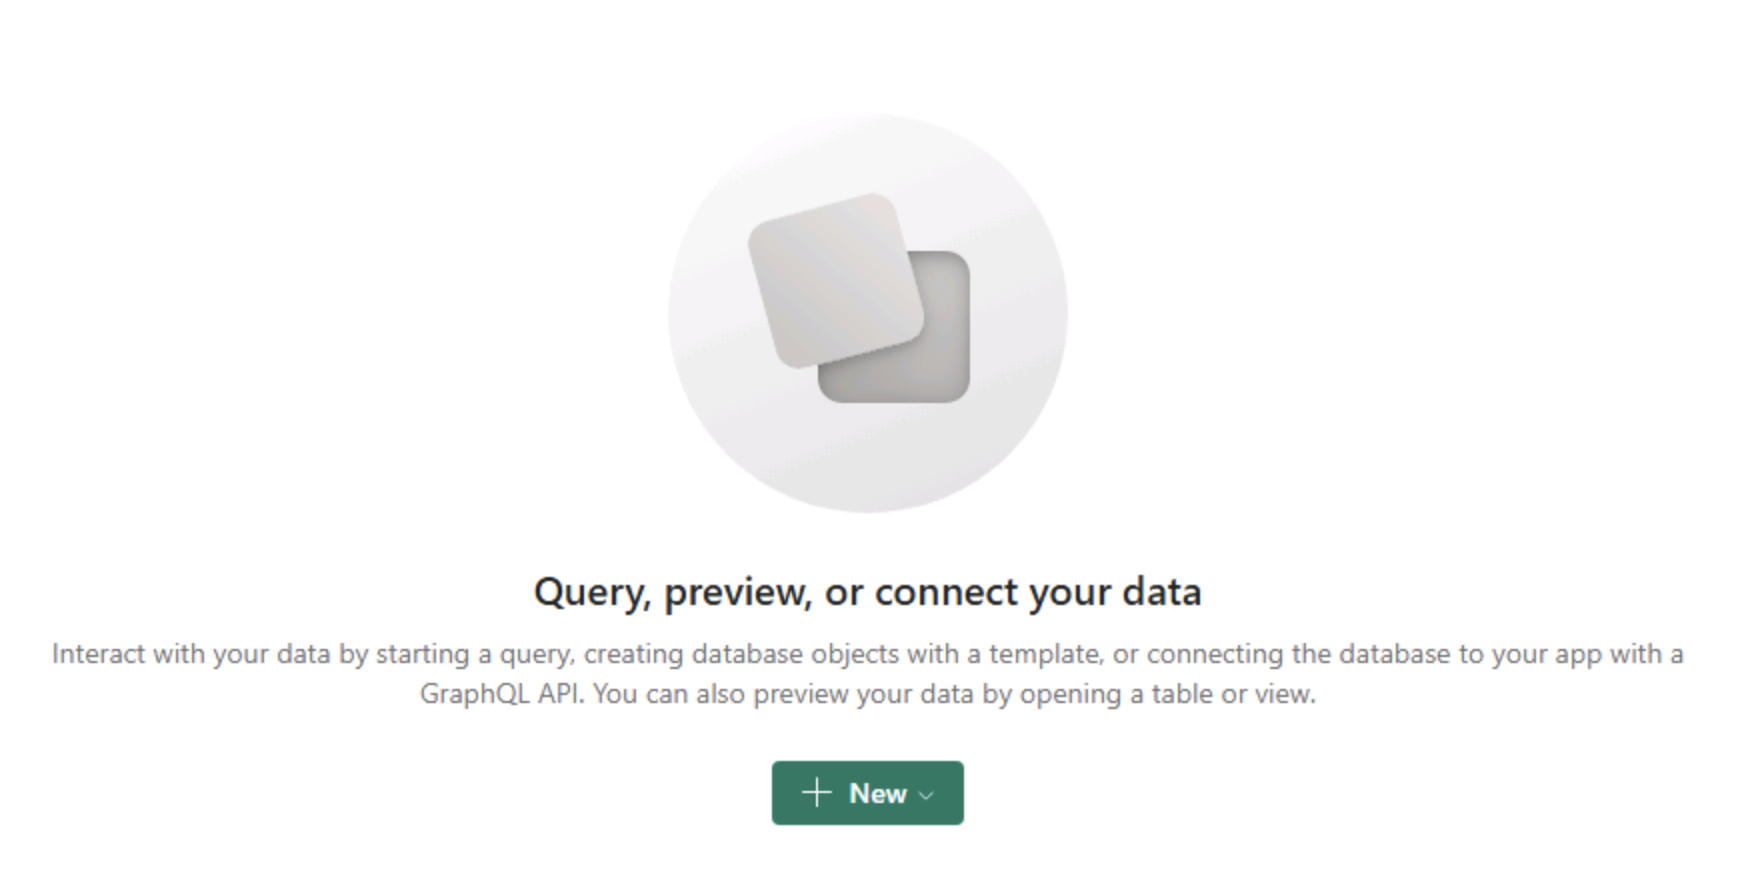 Query, preview, or connect your data
Interact with your data by starting a query, creating database objects with a template, or connecting the database to your app with a
GraphQL API. You can also preview your data by opening a table or view.
New